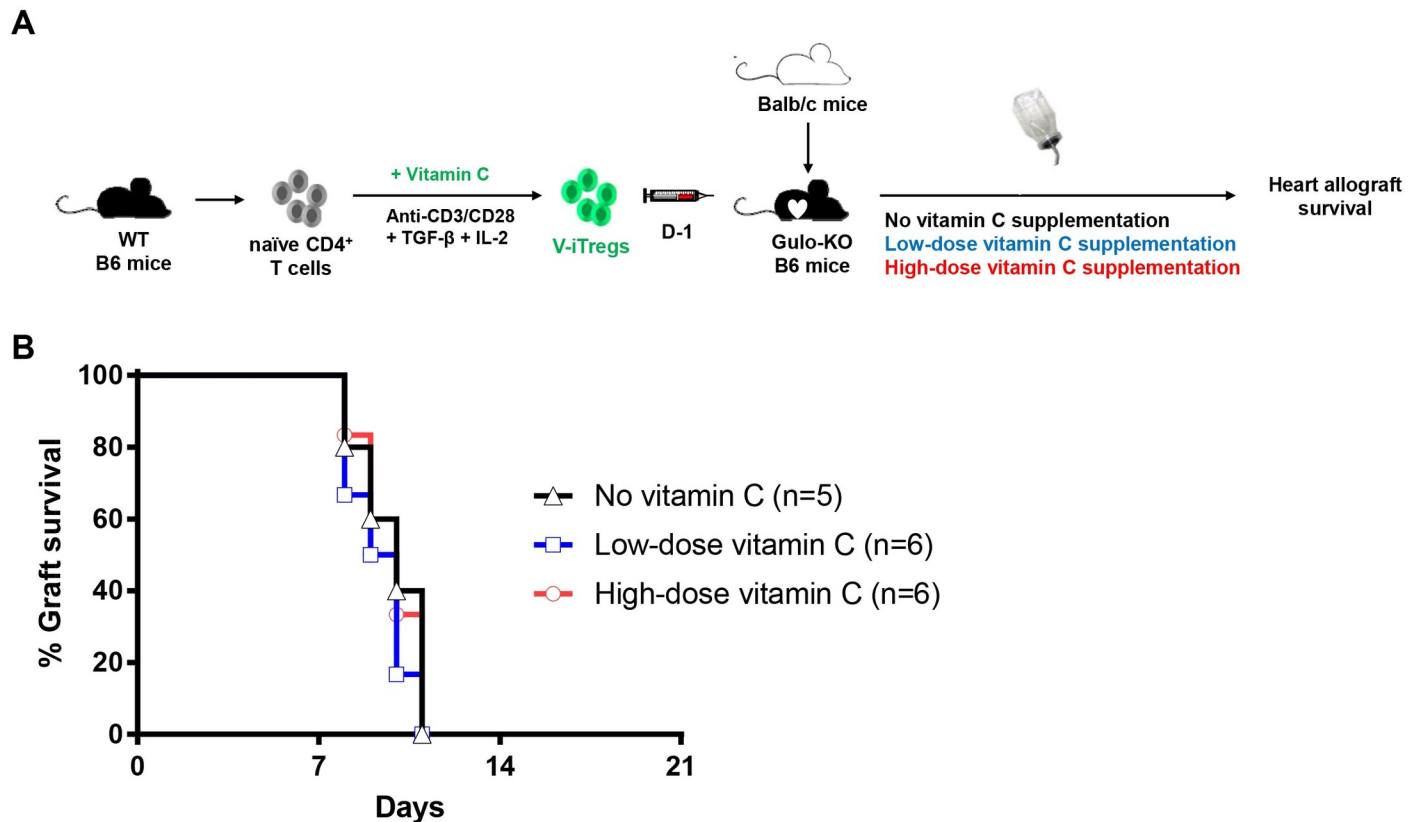 A
Balb/c mice
+ Vitamin C
Anti-CD3/CD28
+ TGF-β + IL-2
WT
B6 mice
naïve CD4+
T cells
V-iTregs
D-1
Gulo-KO
B6 mice
No vitamin C supplementation
Low-dose vitamin C supplementation
High-dose vitamin C supplementation
Heart allograft
survival
B
% Graft survival
100
80
60
40
20
0
0 7 14 21
Days
No vitamin C (n=5)
Low-dose vitamin C (n=6)
High-dose vitamin C (n=6)